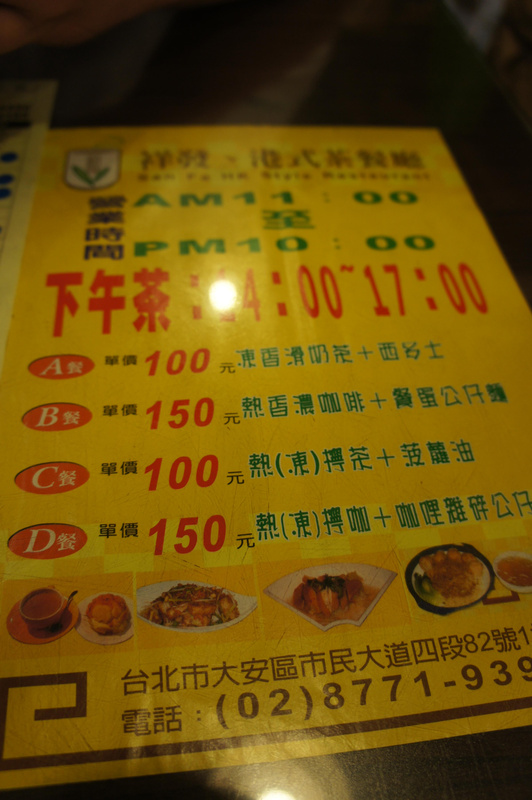 祥發、港式茶餐廳
San Fa HK Style Restaurant
營業時間
AM11：00
至
PM10：00
下午茶：14：00~17：00
A餐 單價100元 凍香滑奶茶＋西多士
B餐 單價150元 熱香濃咖啡＋餐蛋公仔麵
C餐 單價100元 熱(凍)檸茶＋菠蘿油
D餐 單價150元 熱(凍)檸咖＋咖哩雞碎公仔
台北市大安區市民大道四段82號1
電話：(02)8771-939